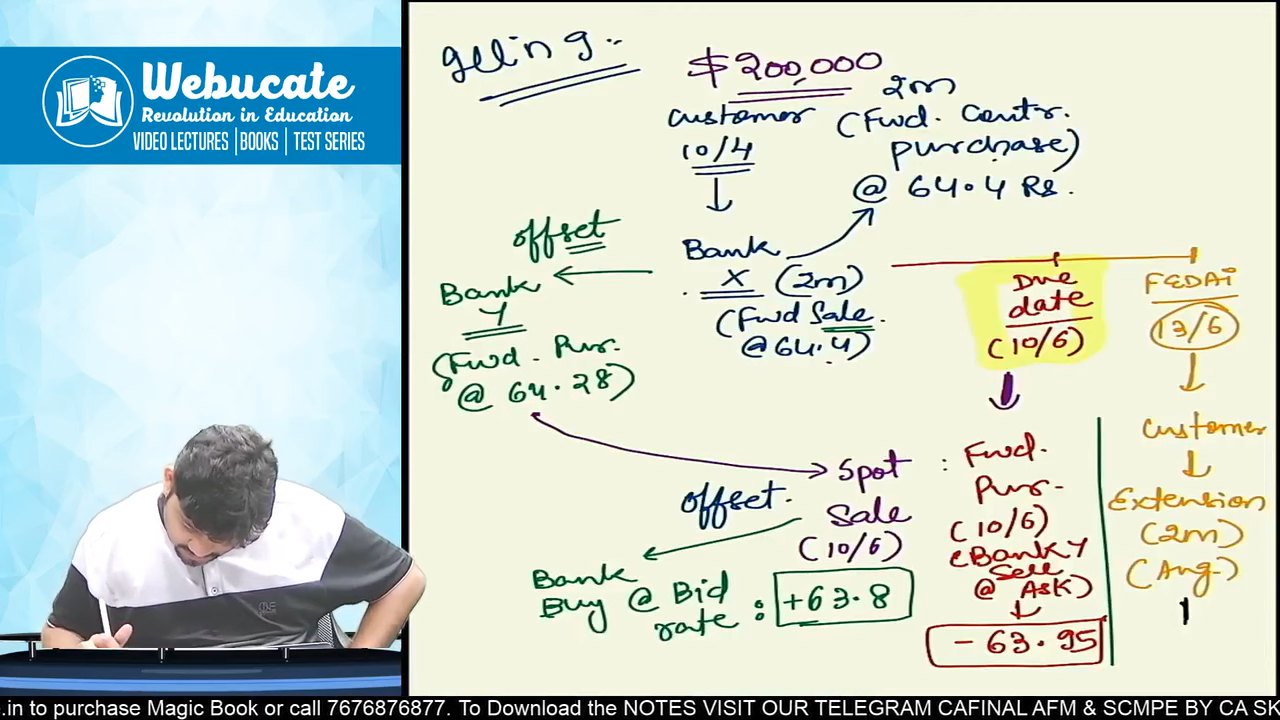 Webucate
Revolution in Education
VIDEO LECTURES | BOOKS | TEST SERIES
$ 200,000
2m
Customer
(Fwd. Contr.
10/4
purchase)
@ 64.4 Rs.
offset
Bank
X (2m)
Bank
Y
(Fwd Sale.
@ 64.4)
(Fwd. Pur.
@ 64.28)
Due
date
(10/6)
FEDAi
13/6
Customer
Extension
(2m)
(Aug.)
Spot : Fwd.
Sale Pur.
(10/6) (10/6)
(Bank Y
Sell
@ ASK)
- 63.95
offset.
Bank
Buy @ Bid
rate : +63.8
.in to purchase Magic Book or call 7676876877. To Download the NOTES VISIT OUR TELEGRAM CAFINAL AFM & SCMPE BY CA SK